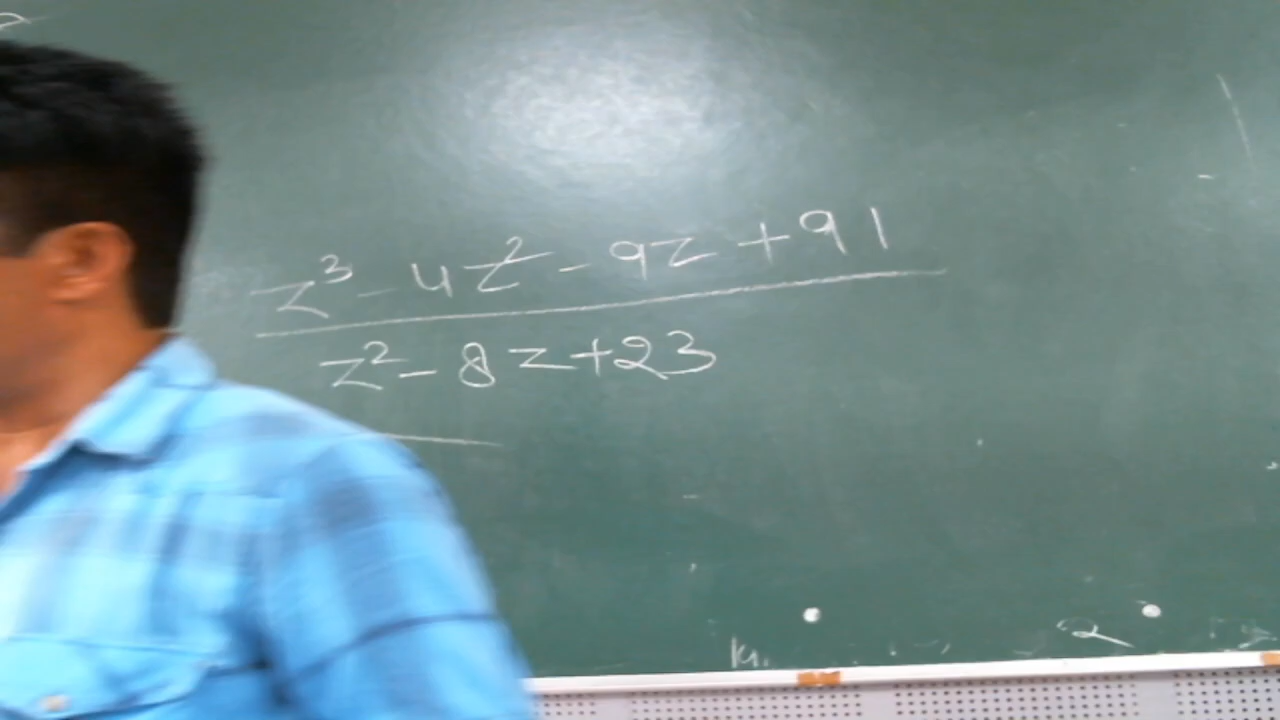 z³ - 4z² - 9z + 91
z² - 8z + 23